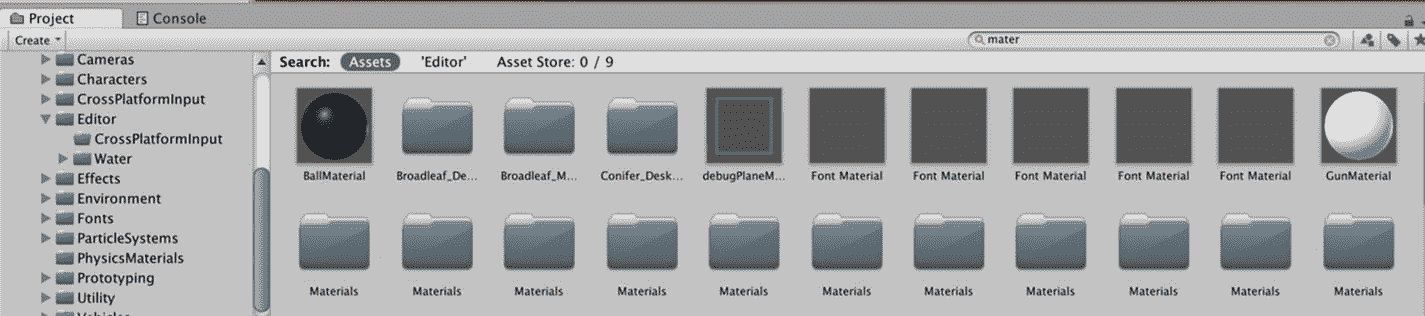 Project Console
Create mater
Search: Assets 'Editor' Asset Store: 0 / 9
Cameras
Characters
CrossPlatformInput
Editor
CrossPlatformInput
Water
Effects
Environment
Fonts
ParticleSystems
PhysicsMaterials
Prototyping
Utility
BallMaterial Broadleaf_De... Broadleaf_M... Conifer_Desk... debugPlaneM... Font Material Font Material Font Material Font Material Font Material GunMaterial
Materials Materials Materials Materials Materials Materials Materials Materials Materials Materials Materials